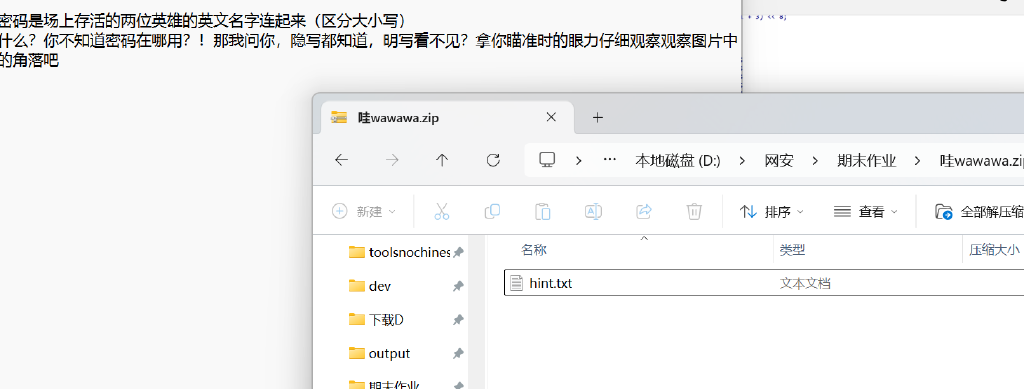 密码是场上存活的两位英雄的英文名字连起来（区分大小写）
什么？你不知道密码在哪用？！那我问你，隐写都知道，明写看不见？拿你瞄准时的眼力仔细观察观察图片中
的角落吧
哇wawawa.zip
本地磁盘 (D:) > 网安 > 期末作业 > 哇wawawa.zi
新建 排序 查看 全部解压缩
名称 类型 压缩大小
toolsnochines
hint.txt 文本文档
dev
下载D
output
期末作业